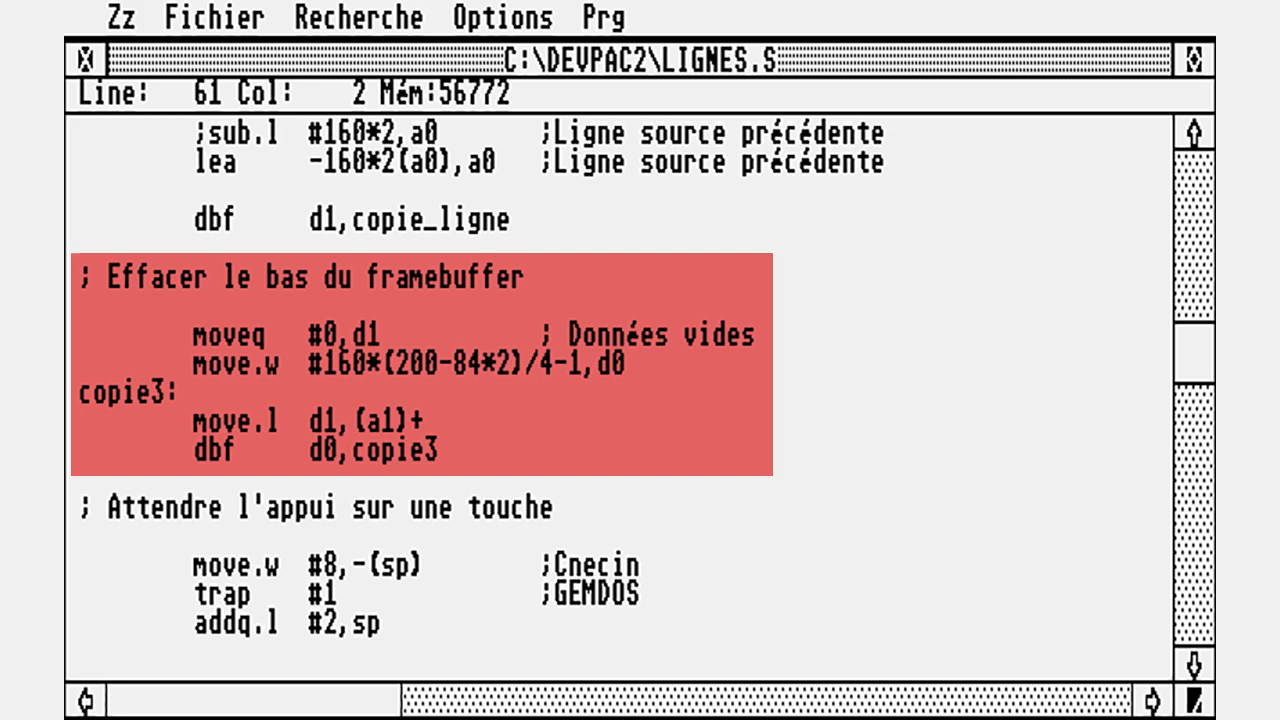 Zz Fichier Recherche Options Prg
C:\DEVPAC2\LIGNES.S
Line: 61 Col: 2 Mém:56772
;sub.l #160*2,a0 ;Ligne source précédente
lea -160*2(a0),a0 ;Ligne source précédente
dbf d1,copie_ligne
; Effacer le bas du framebuffer
moveq #0,d1 ; Données vides
move.w #160*(200-84*2)/4-1,d0
copie3:
move.l d1,(a1)+
dbf d0,copie3
; Attendre l'appui sur une touche
move.w #8,-(sp) ;Cnecin
trap #1 ;GEMDOS
addq.l #2,sp